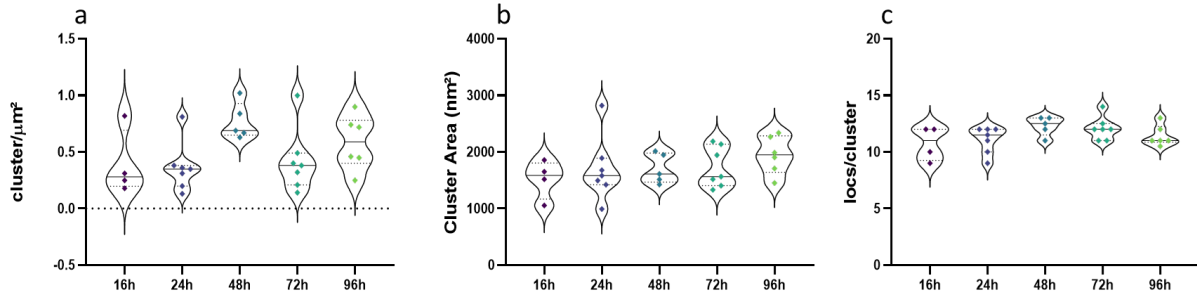 a
cluster/μm²
1.5
1.0
0.5
0.0
-0.5
16h 24h 48h 72h 96h
b
Cluster Area (nm²)
4000
3000
2000
1000
0
16h 24h 48h 72h 96h
c
locs/cluster
20
15
10
5
0
16h 24h 48h 72h 96h